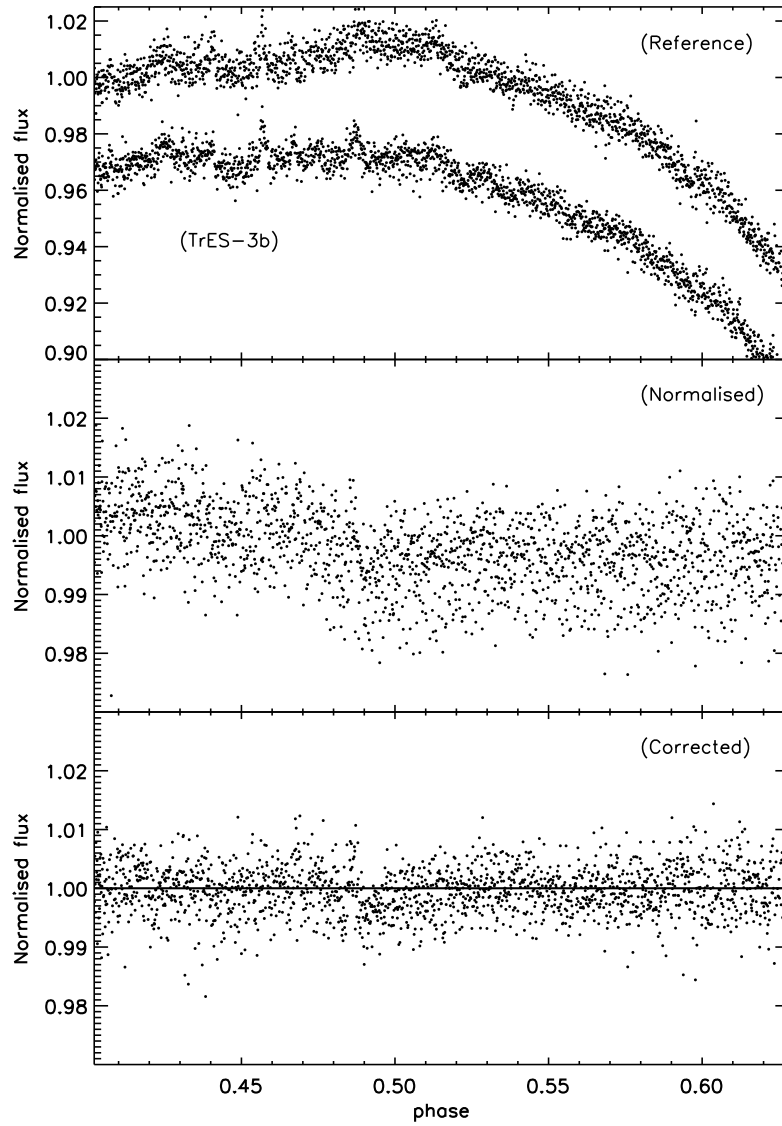 1.02
(Reference)
1.00
0.98
0.96
0.94
(TrES-3b)
0.92
0.90
Normalised flux
1.02
(Normalised)
1.01
1.00
0.99
0.98
Normalised flux
1.02
(Corrected)
1.01
1.00
0.99
0.98
Normalised flux
0.45 0.50 0.55 0.60
phase